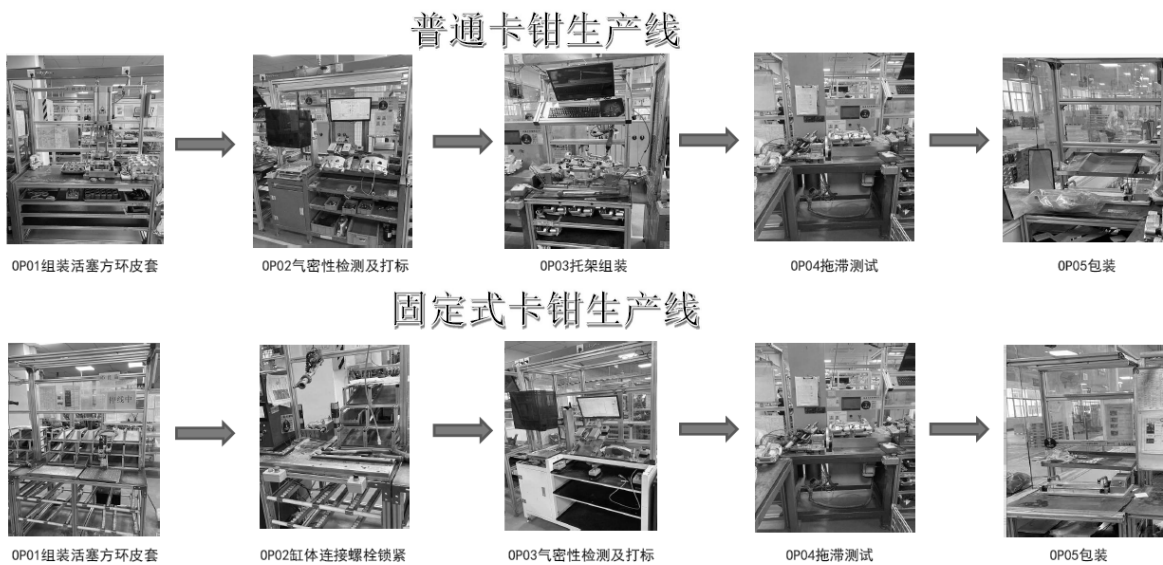 普通卡钳生产线
OP01组装活塞方环皮套
OP02气密性检测及打标
OP03托架组装
OP04拖滞测试
OP05包装
固定式卡钳生产线
OP01组装活塞方环皮套
OP02缸体连接螺栓锁紧
OP03气密性检测及打标
OP04拖滞测试
OP05包装